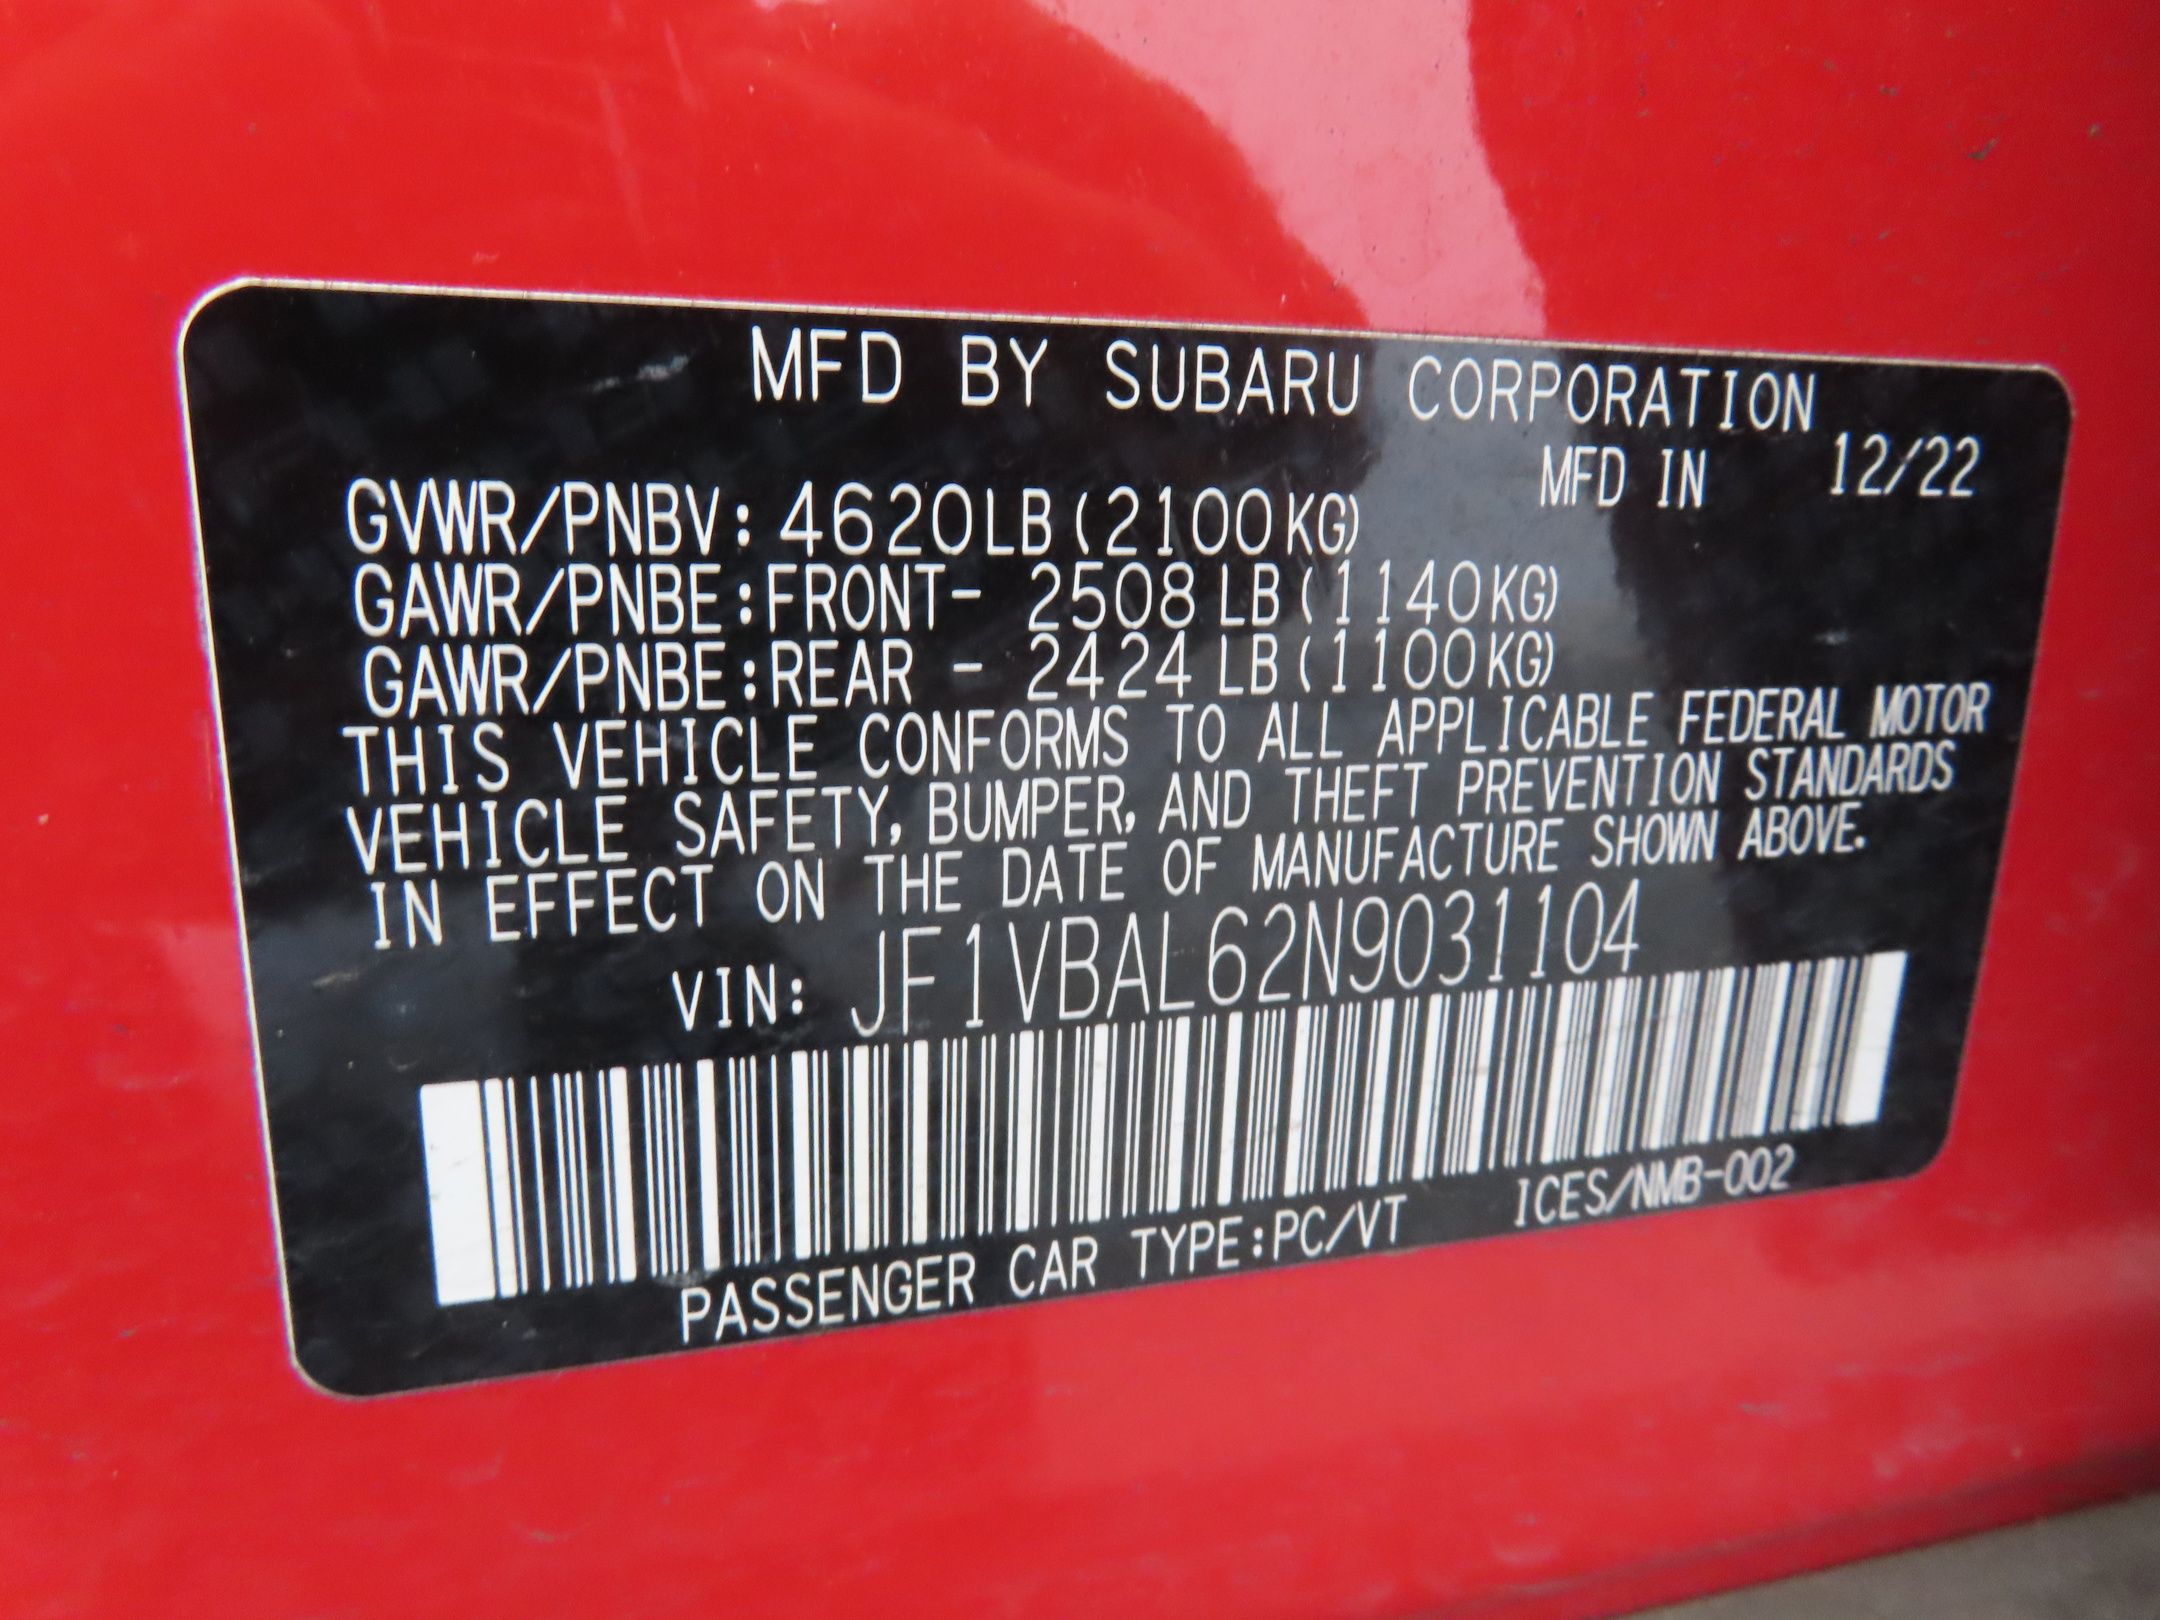 MFD BY SUBARU CORPORATION
MFD IN 12/22
GVWR/PNBV: 4620LB (2100KG)
GAWR/PNBE:FRONT- 2508 LB (1140KG)
GAWR/PNBE:REAR - 2424 LB (1100KG)
THIS VEHICLE CONFORMS TO ALL APPLICABLE FEDERAL MOTOR
VEHICLE SAFETY, BUMPER, AND THEFT PREVENTION STANDARDS
IN EFFECT ON THE DATE OF MANUFACTURE SHOWN ABOVE.
VIN: JF1VBAL62N9031104
PASSENGER CAR TYPE:PC/VT ICES/NMB-002